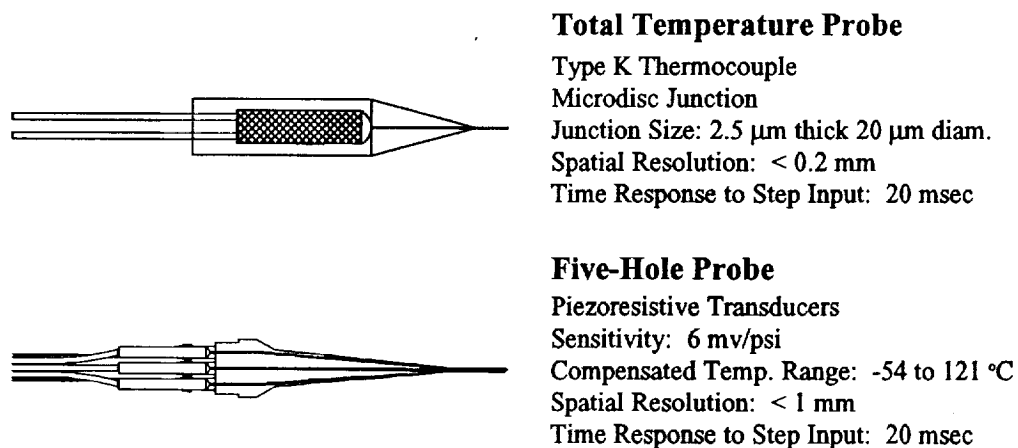 Total Temperature Probe
Type K Thermocouple
Microdisc Junction
Junction Size: 2.5 μm thick 20 μm diam.
Spatial Resolution: < 0.2 mm
Time Response to Step Input: 20 msec
Five-Hole Probe
Piezoresistive Transducers
Sensitivity: 6 mv/psi
Compensated Temp. Range: -54 to 121 °C
Spatial Resolution: < 1 mm
Time Response to Step Input: 20 msec